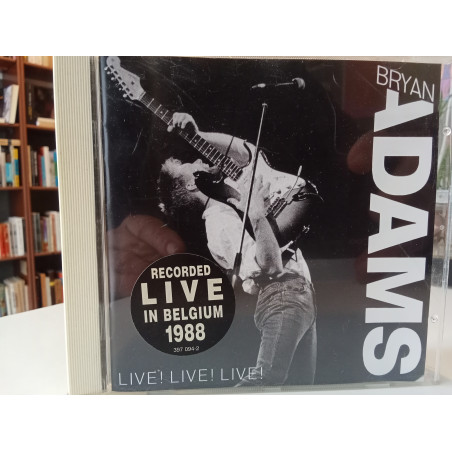 BRYAN
ADAMS
RECORDED
LIVE
IN BELGIUM
1988
397 094-2
LIVE! LIVE! LIVE!